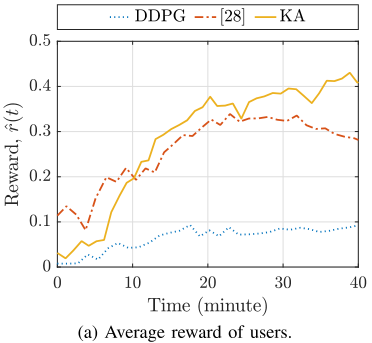 DDPG [28] KA
0.5
0.4
0.3
0.2
0.1
0
Reward, r̂(t)
0 10 20 30 40
Time (minute)
(a) Average reward of users.